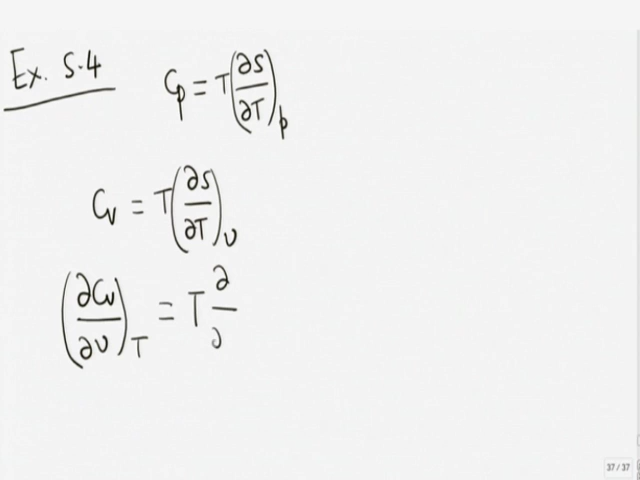 Ex. 5.4 Cp = T(∂S/∂T)p
Cv = T(∂S/∂T)v
(∂Cv/∂v)T = T ∂/∂
37 / 37